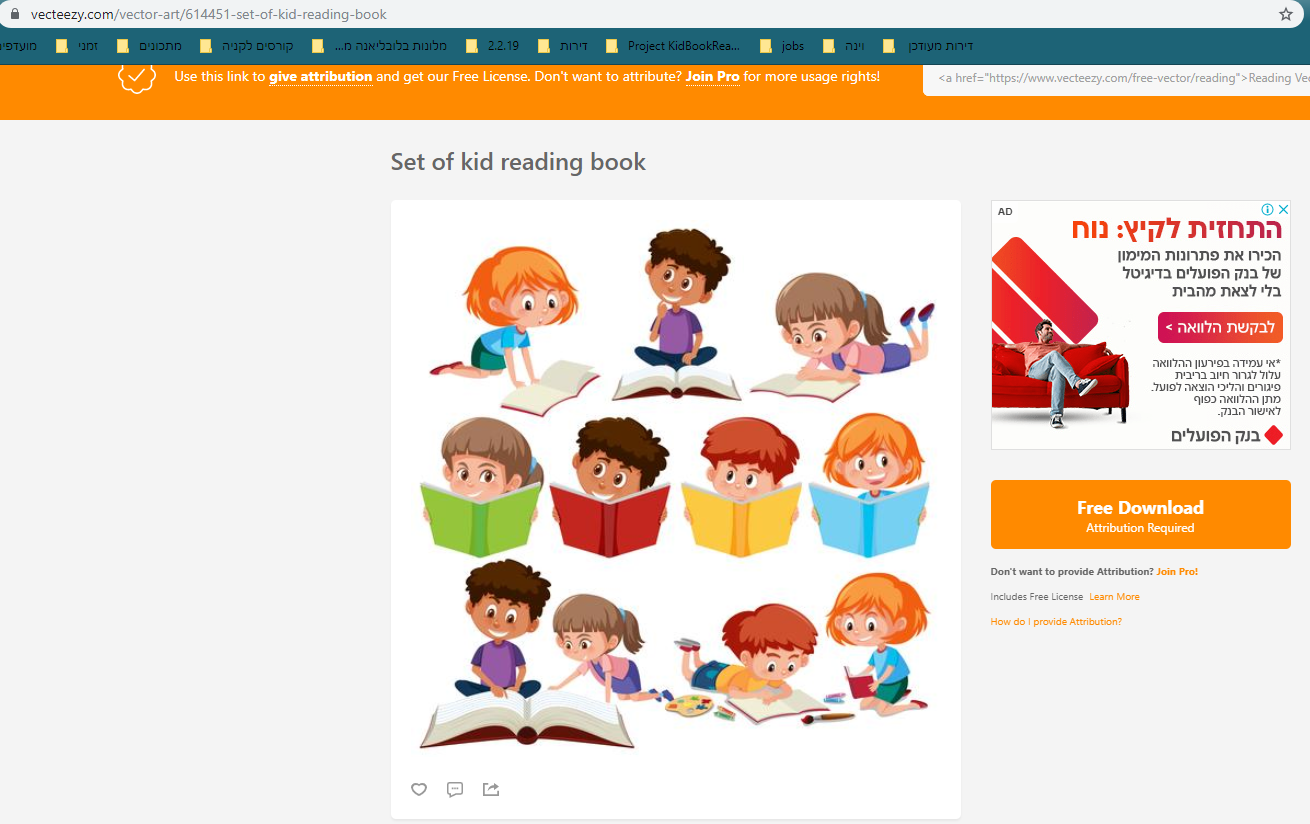 vecteezy.com/vector-art/614451-set-of-kid-reading-book
מועדפי
זמני
מתכונים
קורסים לקניה
מלונות בלובליאנה מ...
2.2.19
דירות
Project KidBookRea...
jobs
וינה
דירות מעודכן
Use this link to give attribution and get our Free License. Don't want to attribute? Join Pro for more usage rights!
<a href="https://www.vecteezy.com/free-vector/reading">Reading Vec
Set of kid reading book
AD
התחזית לקיץ: נוח
הכירו את פתרונות המימון
של בנק הפועלים בדיגיטל
בלי לצאת מהבית
לבקשת הלוואה >
*אי עמידה בפירעון ההלוואה
עלול לגרור חיוב בריבית
פיגורים והליכי הוצאה לפועל.
מתן ההלוואה כפוף
לאישור הבנק.
בנק הפועלים
Free Download
Attribution Required
Don't want to provide Attribution? Join Pro!
Includes Free License Learn More
How do I provide Attribution?